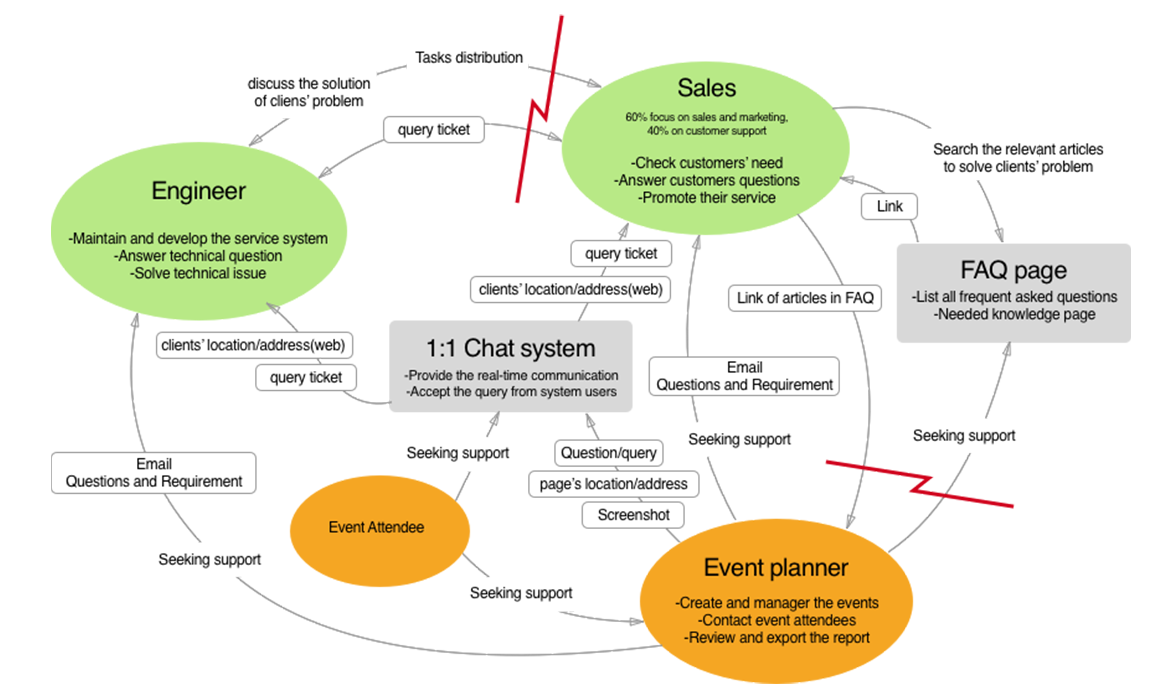 Tasks distribution
discuss the solution
of cliens' problem
query ticket
Sales
60% focus on sales and marketing,
40% on customer support
-Check customers' need
-Answer customers questions
-Promote their service
Search the relevant articles
to solve clients' problem
Link
Engineer
-Maintain and develop the service system
-Answer technical question
-Solve technical issue
query ticket
clients' location/address(web)
FAQ page
-List all frequent asked questions
-Needed knowledge page
Link of articles in FAQ
clients' location/address(web)
query ticket
1:1 Chat system
-Provide the real-time communication
-Accept the query from system users
Email
Questions and Requirement
Seeking support
Seeking support
Seeking support
Question/query
page's location/address
Screenshot
Email
Questions and Requirement
Event Attendee
Seeking support
Seeking support
Event planner
-Create and manager the events
-Contact event attendees
-Review and export the report